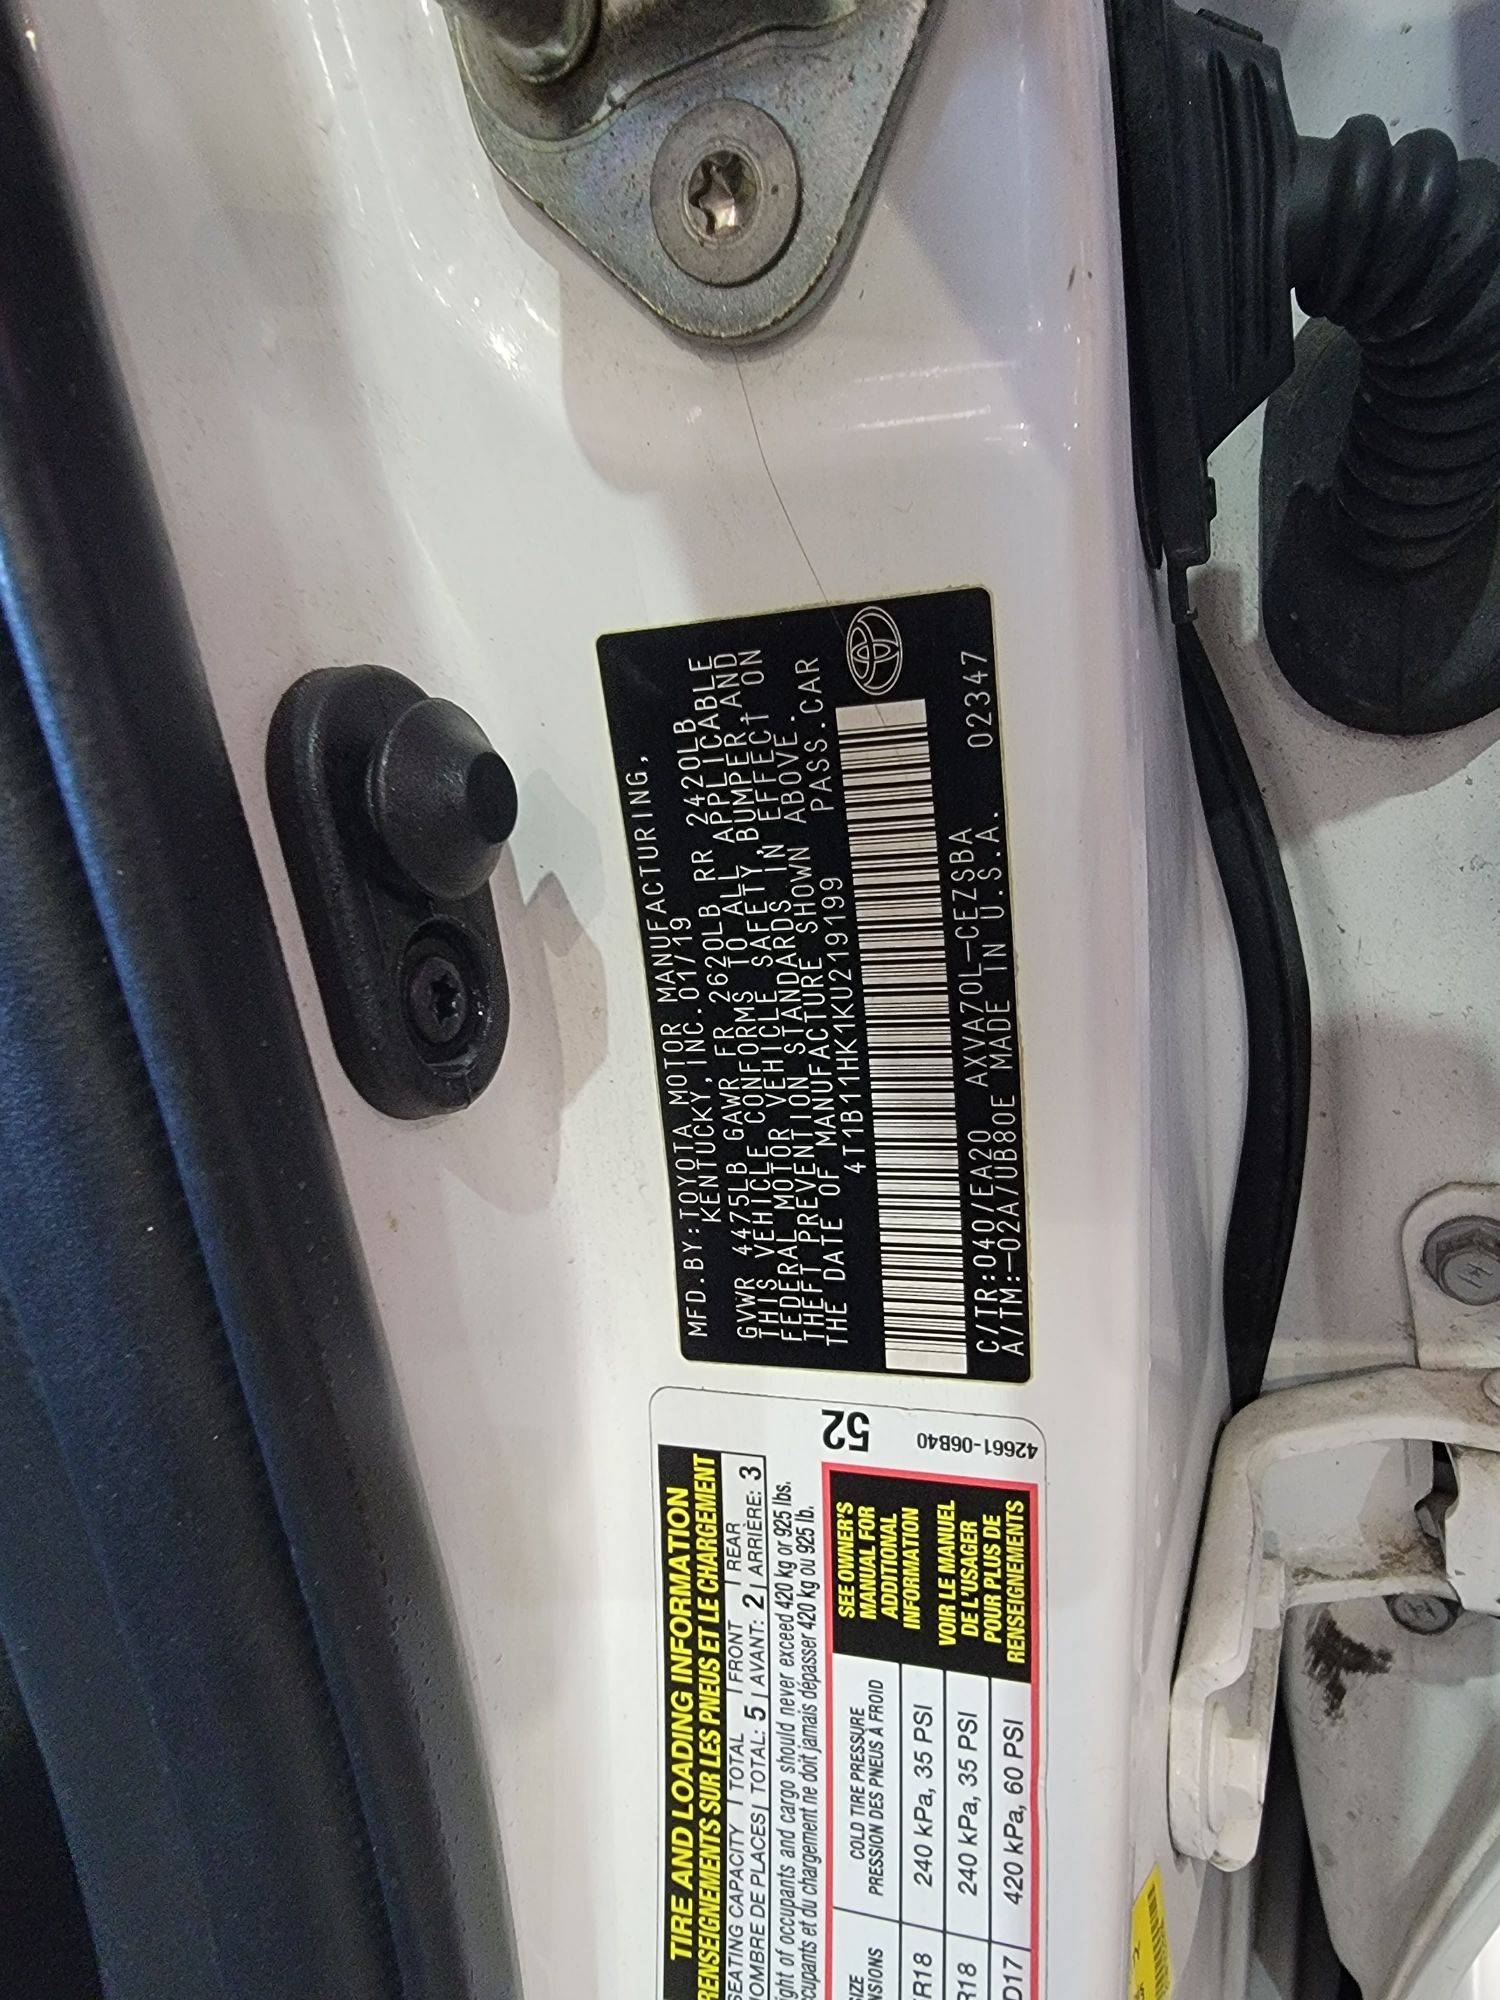 MFD.BY:TOYOTA MOTOR MANUFACTURING,
KENTUCKY,INC.01/19
GVWR 4475LB GAWR FR 2620LB RR 2420LB
THIS VEHICLE CONFORMS TO ALL APPLICABLE
FEDERAL MOTOR VEHICLE SAFETY,BUMPER,AND
THEFT PREVENTION STANDARDS IN EFFECT ON
THE DATE OF MANUFACTURE SHOWN ABOVE.
4T1B11HK1KU219199 PASS.CAR
C/TR:040/EA20 AXVA70L-CEZSBA 02347
A/TM:-02A/UB80E MADE IN U.S.A.
52
42661-06B40
TIRE AND LOADING INFORMATION
RENSEIGNEMENTS SUR LES PNEUS ET LE CHARGEMENT
SEATING CAPACITY TOTAL FRONT REAR
NOMBRE DE PLACES TOTAL: 5 AVANT: 2 ARRIÈRE: 3
of occupants and cargo should never exceed 420 kg or 925 lbs.
et du chargement ne doit jamais dépasser 420 kg ou 925 lb.
COLD TIRE PRESSURE
PRESSION DES PNEUS À FROID
R18 240 kPa, 35 PSI
R18 240 kPa, 35 PSI
D17 420 kPa, 60 PSI
SEE OWNER'S
MANUAL FOR
ADDITIONAL
INFORMATION
VOIR LE MANUEL
DE L'USAGER
POUR PLUS DE
RENSEIGNEMENTS